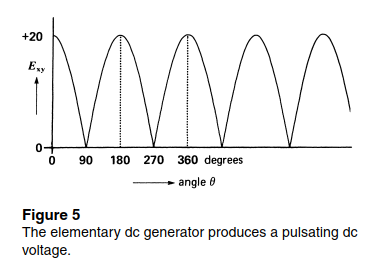 +20
Exy
0
0 90 180 270 360 degrees
angle θ
Figure 5
The elementary dc generator produces a pulsating dc
voltage.